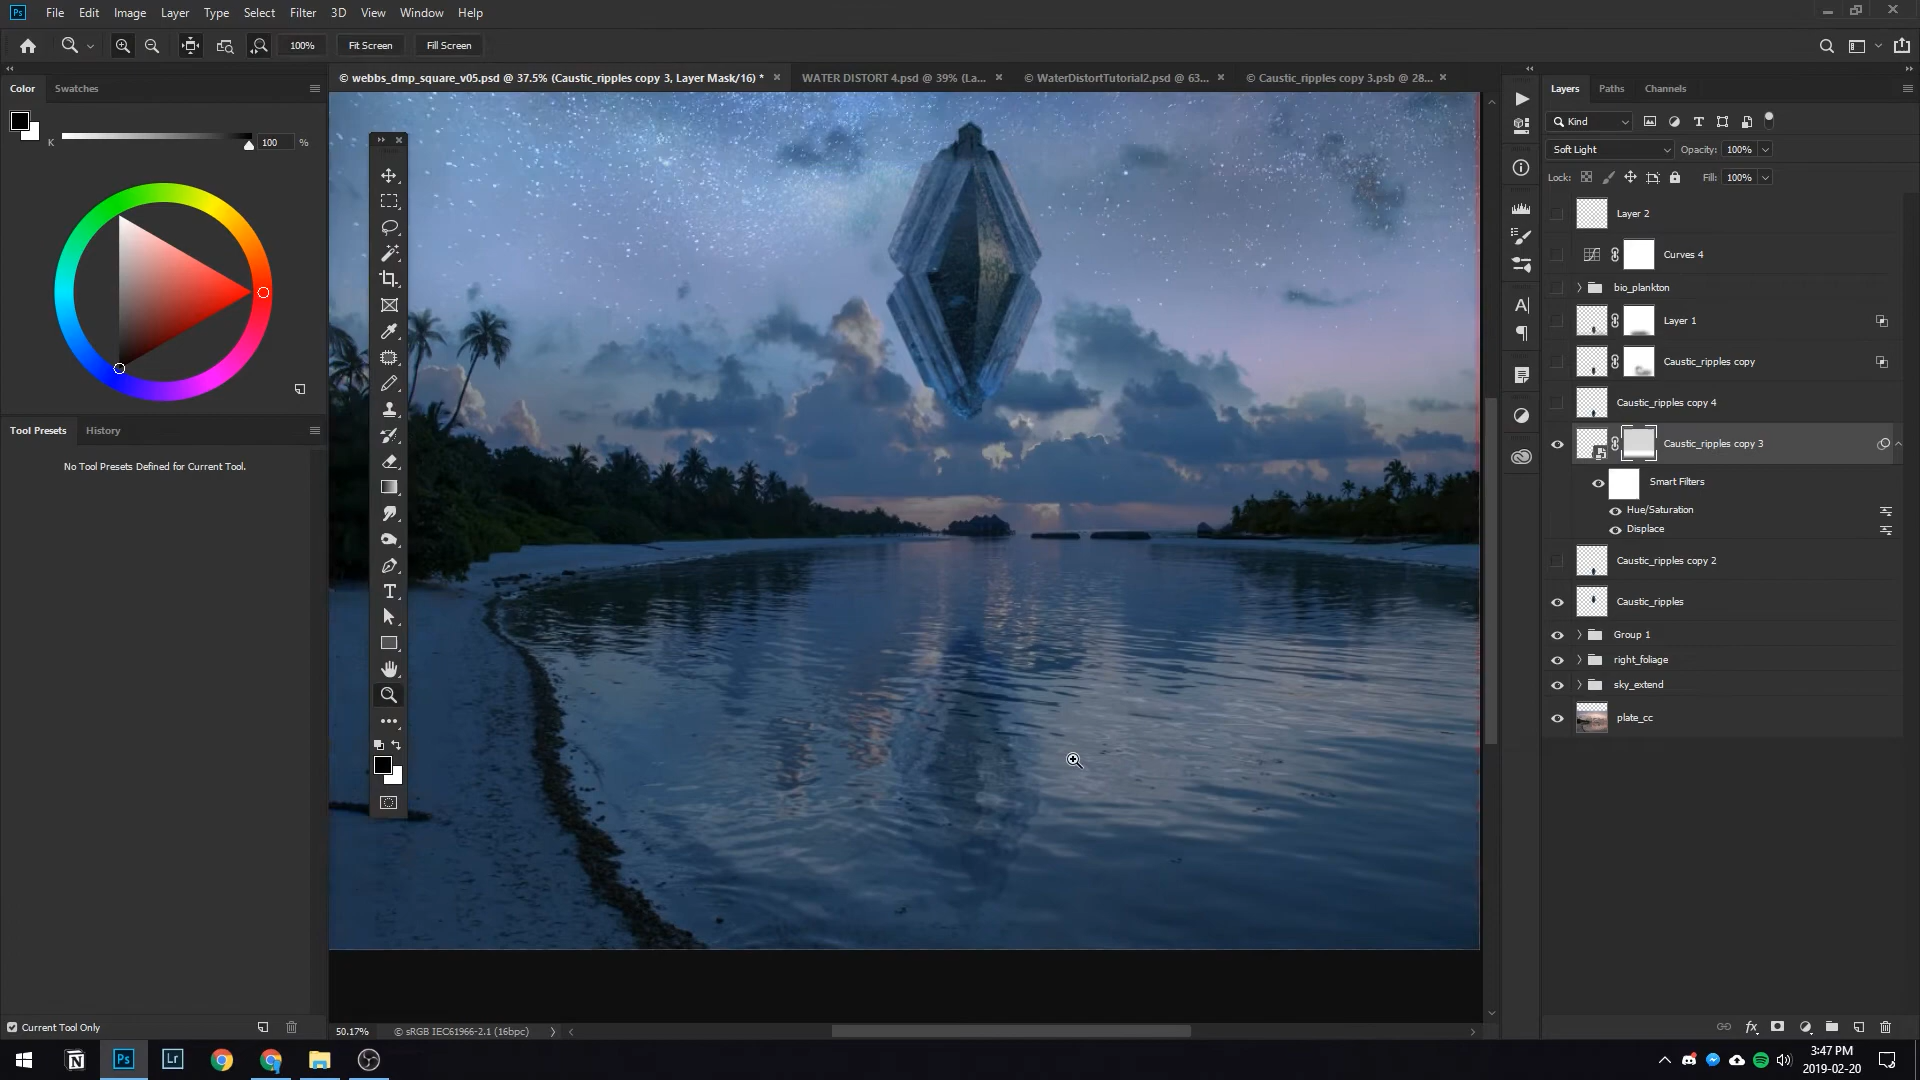 Ps File Edit Image Layer Type Select Filter 3D View Window Help
100% Fit Screen Fill Screen
Color Swatches
© webbs_dmp_square_v05.psd @ 37.5% (Caustic_ripples copy 3, Layer Mask/16) *
WATER DISTORT 4.psd @ 39% (La...
© WaterDistortTutorial2.psd @ 63...
© Caustic_ripples copy 3.psb @ 28...
K 100 %
Tool Presets History
No Tool Presets Defined for Current Tool.
Current Tool Only
50.17% © sRGB IEC61966-2.1 (16bpc)
Layers Paths Channels
Kind
Soft Light Opacity: 100%
Lock: Fill: 100%
Layer 2
Curves 4
bio_plankton
Layer 1
Caustic_ripples copy
Caustic_ripples copy 4
Caustic_ripples copy 3
Smart Filters
Hue/Saturation
Displace
Caustic_ripples copy 2
Caustic_ripples
Group 1
right_foliage
sky_extend
plate_cc
fx
Ps Lr
3:47 PM
2019-02-20